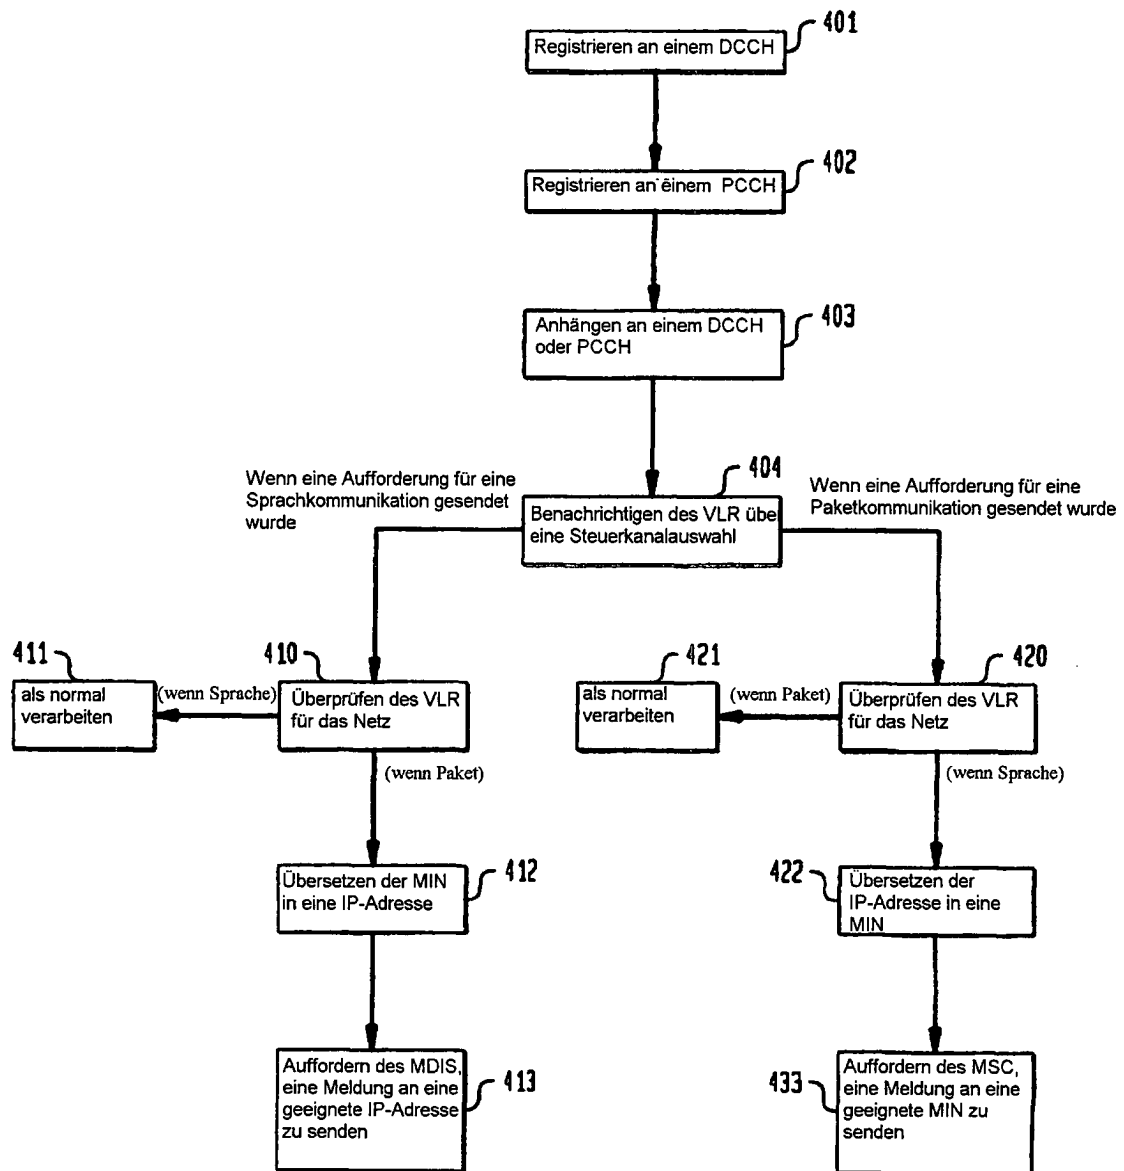 401
Registrieren an einem DCCH
402
Registrieren an einem PCCH
403
Anhängen an einem DCCH
oder PCCH
404
Wenn eine Aufforderung für eine
Sprachkommunikation gesendet
wurde
Wenn eine Aufforderung für eine
Paketkommunikation gesendet wurde
Benachrichtigen des VLR übe
eine Steuerkanalauswahl
411
als normal
verarbeiten
(wenn Sprache)
410
Überprüfen des VLR
für das Netz
(wenn Paket)
421
als normal
verarbeiten
(wenn Paket)
420
Überprüfen des VLR
für das Netz
(wenn Sprache)
412
Übersetzen der MIN
in eine IP-Adresse
422
Übersetzen der
IP-Adresse in eine
MIN
413
Auffordern des MDIS,
eine Meldung an eine
geeignete IP-Adresse
zu senden
433
Auffordern des MSC,
eine Meldung an eine
geeignete MIN zu
senden